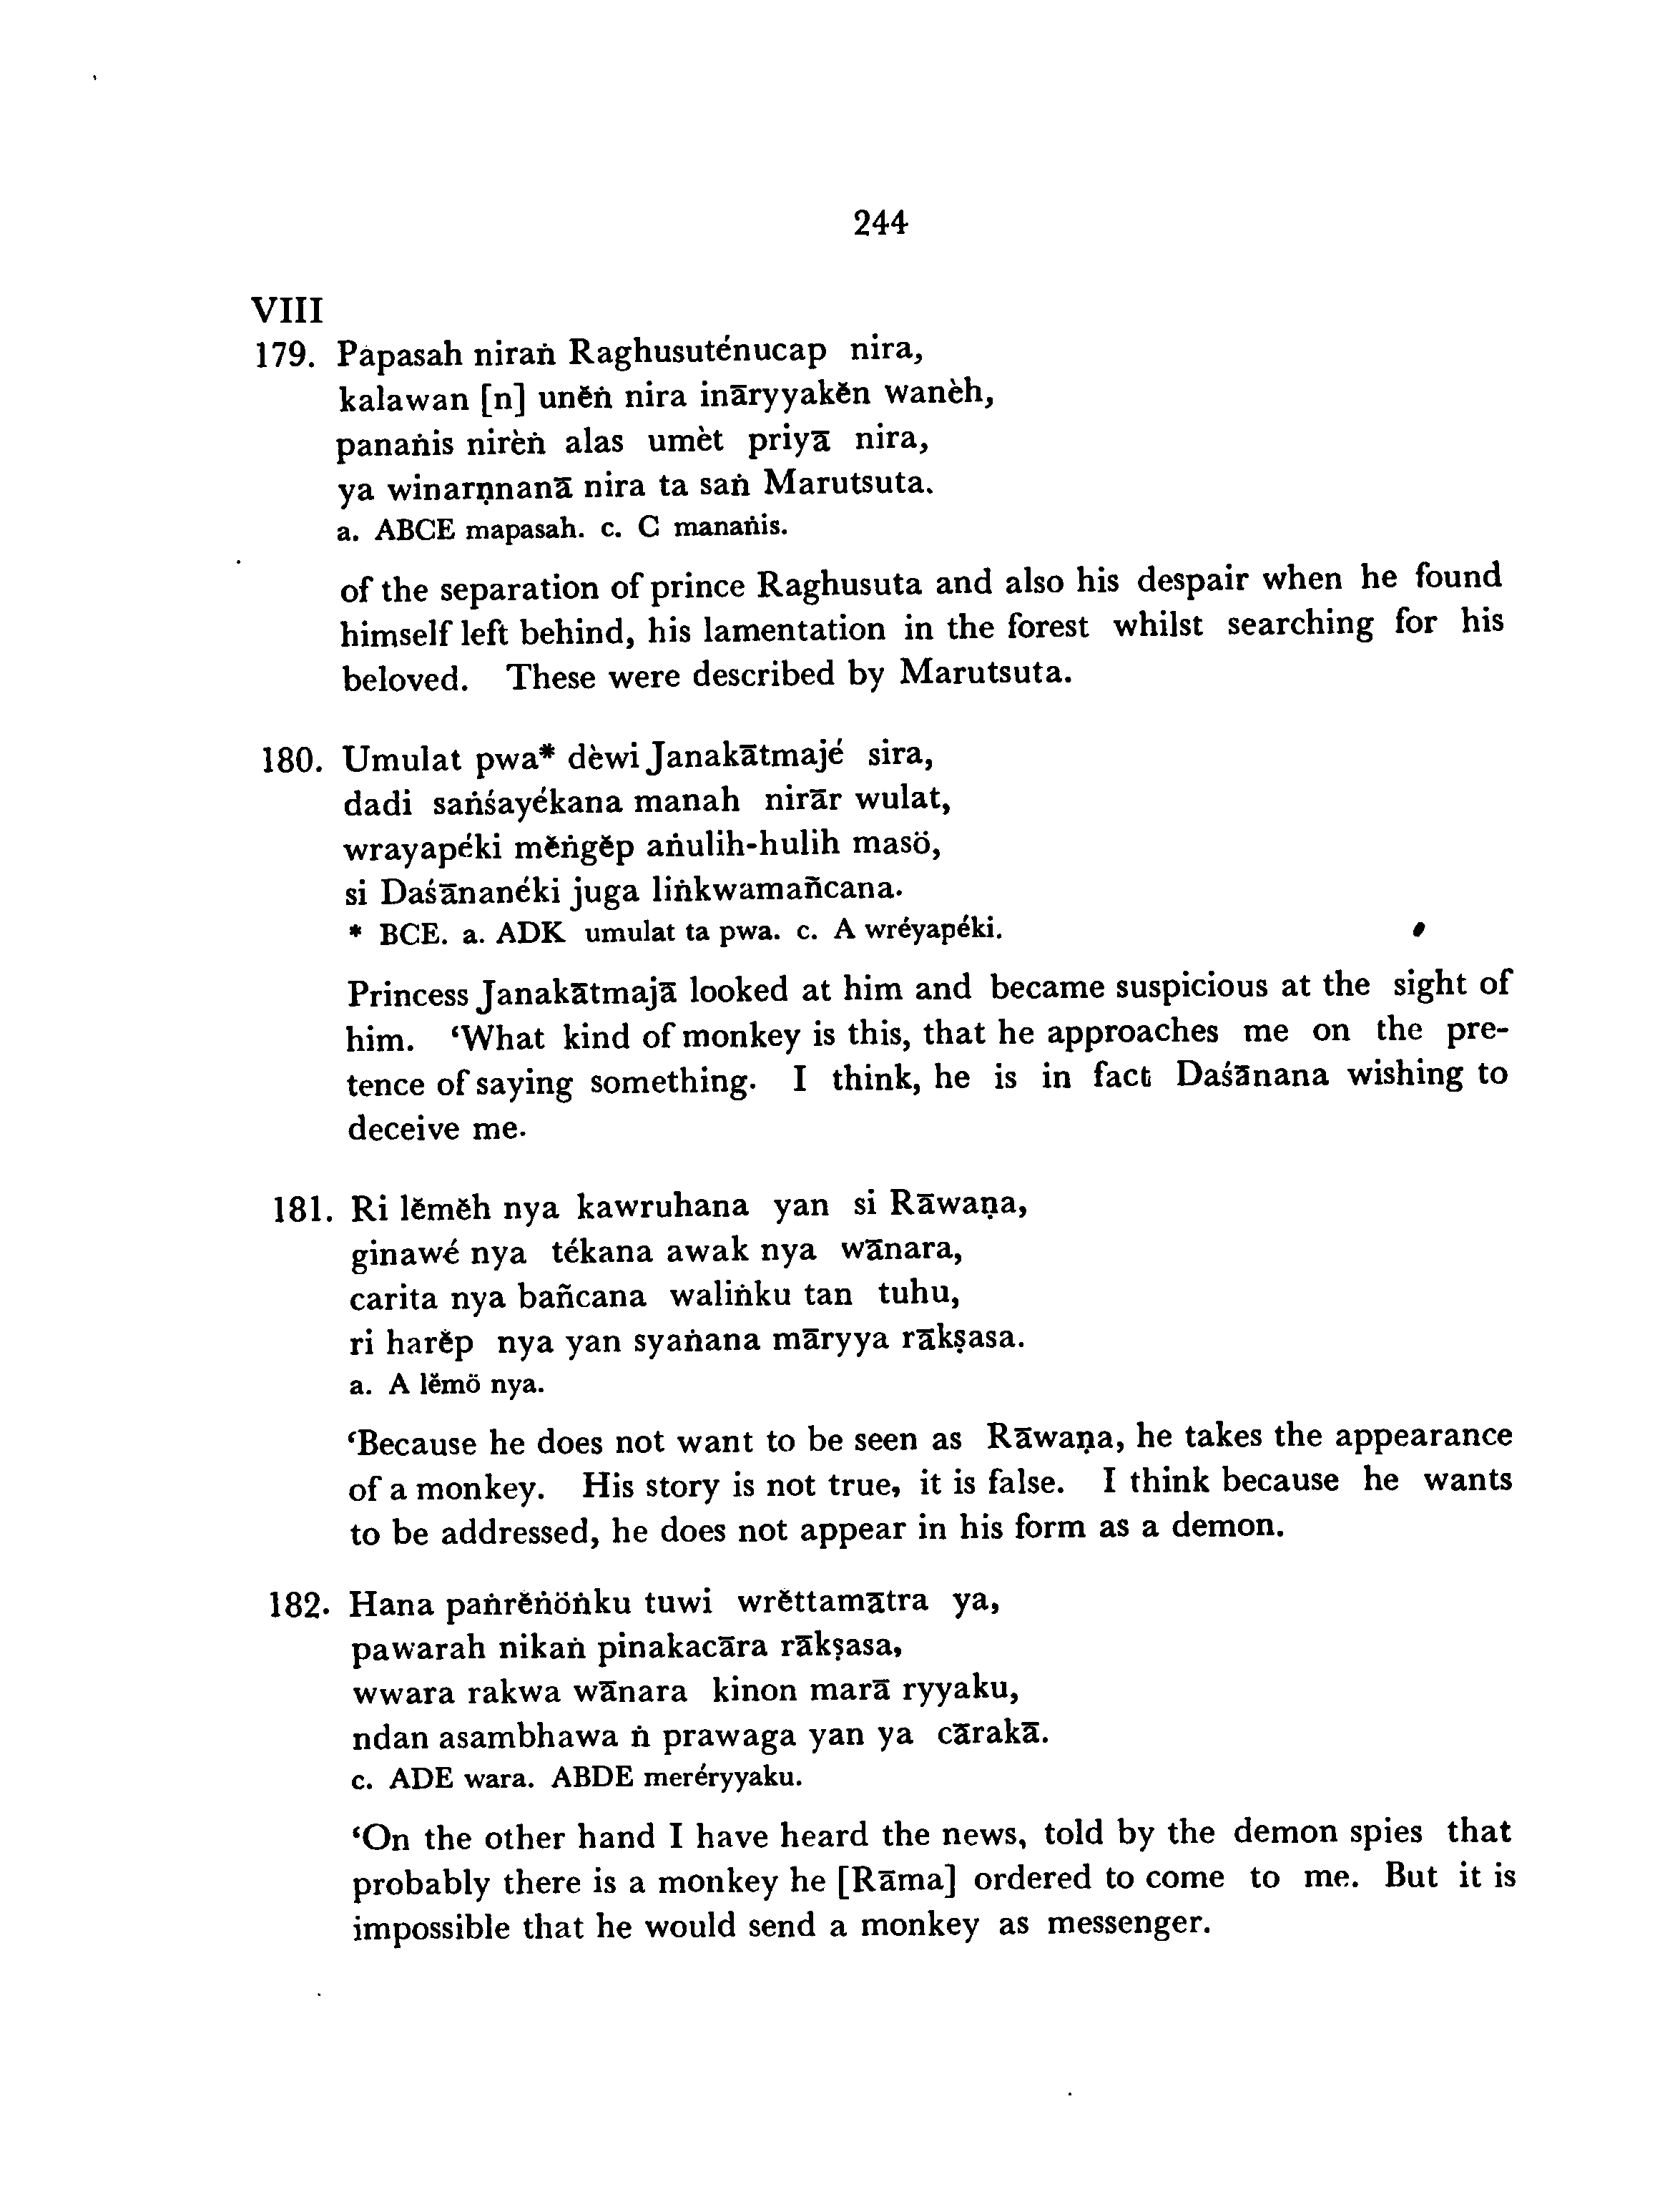 244
VIII
179. Papasah niraṅ Raghusuténucap nira,
kalawan [n] unĕṅ nira ināryyakĕn wanèh,
panaṅis nirèṅ alas umèt priyā nira,
ya winarṇnanā nira ta saṅ Marutsuta.
a. ABCE mapasah. c. C manaṅis.
of the separation of prince Raghusuta and also his despair when he found
himself left behind, his lamentation in the forest whilst searching for his
beloved. These were described by Marutsuta.
180. Umulat pwa* dèwi Janakātmajé sira,
dadi saṅśayékana manah nirār wulat,
wrayapéki mĕṅgĕp aṅulih-hulih masö,
si Daśānanéki juga liṅkwamañcana.
* BCE. a. ADK umulat ta pwa. c. A wréyapéki.
Princess Janakātmajā looked at him and became suspicious at the sight of
him. ‘What kind of monkey is this, that he approaches me on the pre-
tence of saying something. I think, he is in fact Daśānana wishing to
deceive me.
181. Ri lĕmĕh nya kawruhana yan si Rāwaṇa,
ginawé nya tékana awak nya wānara,
carita nya bañcana waliṅku tan tuhu,
ri harĕp nya yan syaṅana māryya rākṣasa.
a. A lĕmö nya.
‘Because he does not want to be seen as Rāwaṇa, he takes the appearance
of a monkey. His story is not true, it is false. I think because he wants
to be addressed, he does not appear in his form as a demon.
182. Hana paṅrĕṅöṅku tuwi wrĕttamātra ya,
pawarah nikaṅ pinakacāra rākṣasa,
wwara rakwa wānara kinon marā ryyaku,
ndan asambhawa ṅ prawaga yan ya cārakā.
c. ADE wara. ABDE meréryyaku.
‘On the other hand I have heard the news, told by the demon spies that
probably there is a monkey he [Rāma] ordered to come to me. But it is
impossible that he would send a monkey as messenger.